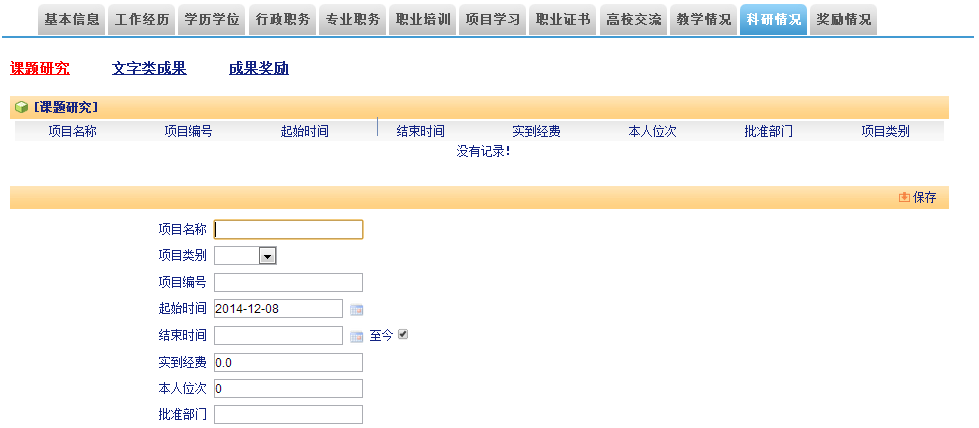 基本信息 工作经历 学历学位 行政职务 专业职务 职业培训 项目学习 职业证书 高校交流 教学情况 科研情况 奖励情况
课题研究 文字类成果 成果奖励
[课题研究]
项目名称 项目编号 起始时间 结束时间 实到经费 本人位次 批准部门 项目类别
没有记录!
保存
项目名称
项目类别
项目编号
起始时间 2014-12-08
结束时间 至今
实到经费 0.0
本人位次 0
批准部门